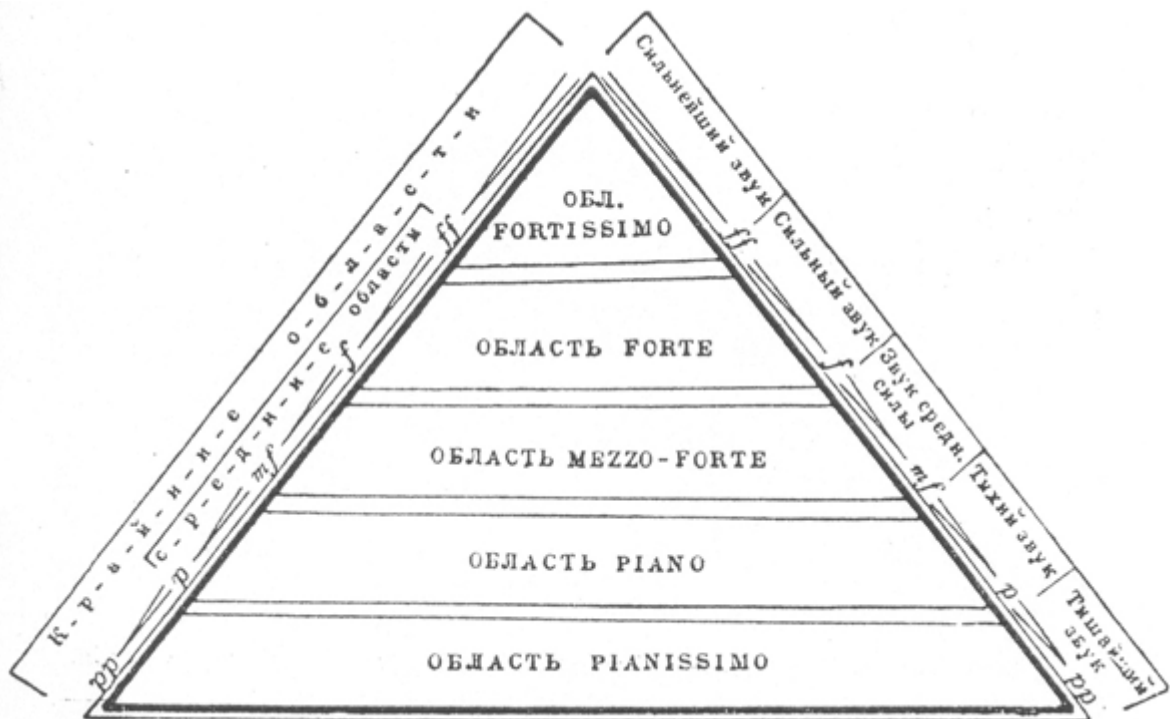 К-р-а-й-н-и-е о-б-л-а-с-т-и
с-р-е-д-н-и-е области
pp
p
mf
f
ff
ОБЛ.
FORTISSIMO
ОБЛАСТЬ FORTE
ОБЛАСТЬ MEZZO-FORTE
ОБЛАСТЬ PIANO
ОБЛАСТЬ PIANISSIMO
ff
f
mf
p
pp
Сильнейший звук
Сильный звук
Звук средн.
силы
Тихий звук
Тишайший
звук